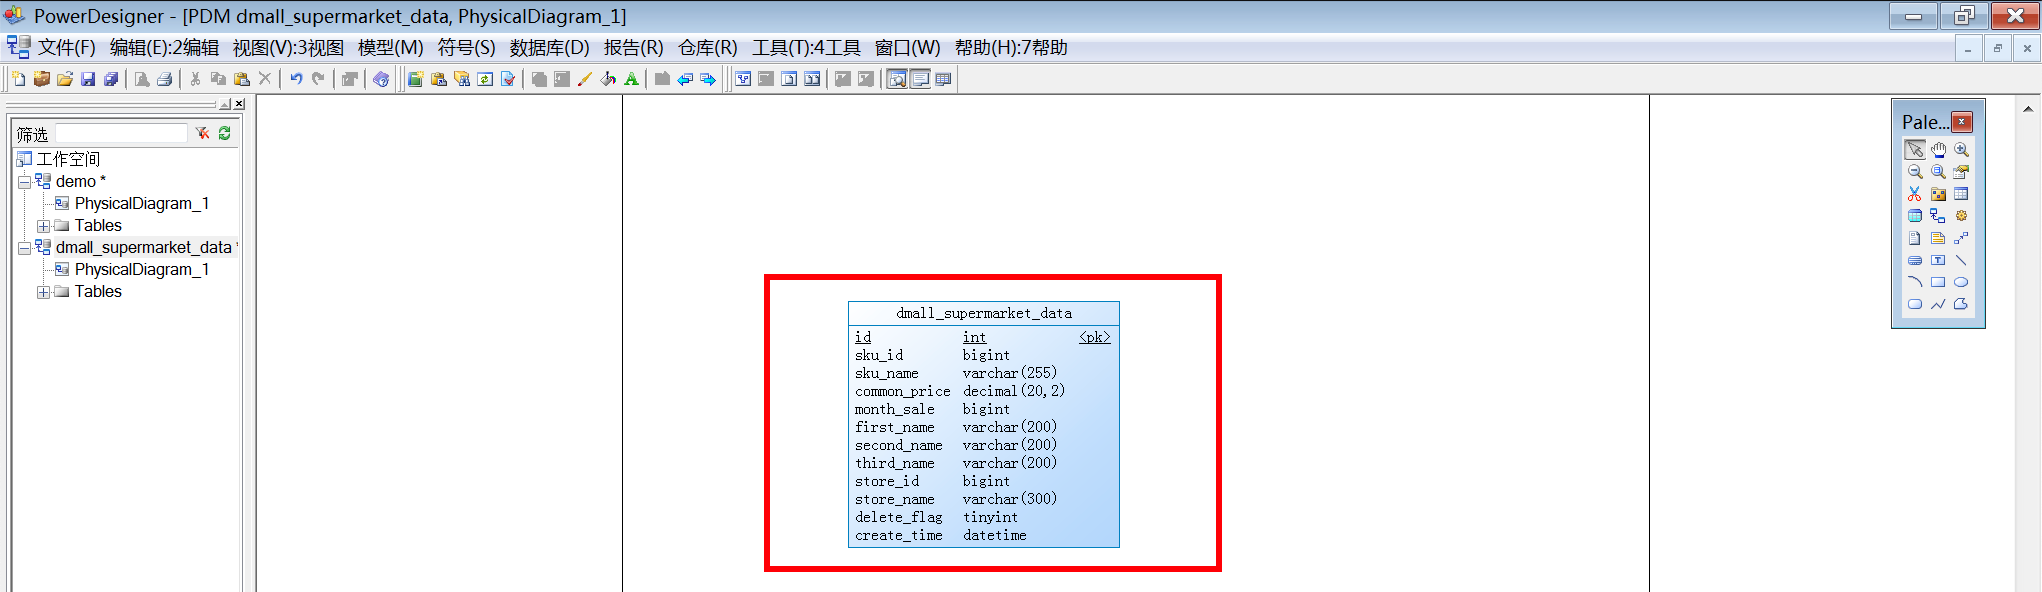 PowerDesigner - [PDM dmall_supermarket_data, PhysicalDiagram_1]
文件(F) 编辑(E):2编辑 视图(V):3视图 模型(M) 符号(S) 数据库(D) 报告(R) 仓库(R) 工具(T):4工具 窗口(W) 帮助(H):7帮助
筛选
工作空间
demo *
PhysicalDiagram_1
Tables
dmall_supermarket_data *
PhysicalDiagram_1
Tables
dmall_supermarket_data
id int <pk>
sku_id bigint
sku_name varchar(255)
common_price decimal(20,2)
month_sale bigint
first_name varchar(200)
second_name varchar(200)
third_name varchar(200)
store_id bigint
store_name varchar(300)
delete_flag tinyint
create_time datetime
Pale...